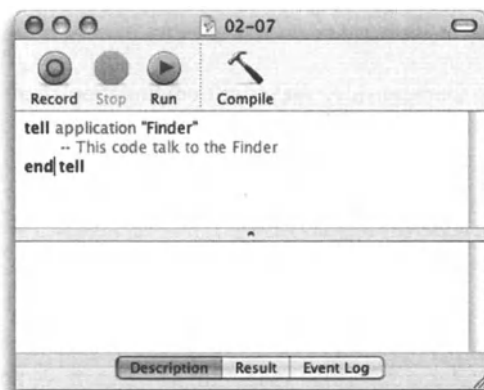 02-07
Record Stop Run Compile
tell application "Finder"
-- This code talk to the Finder
end tell
Description Result Event Log